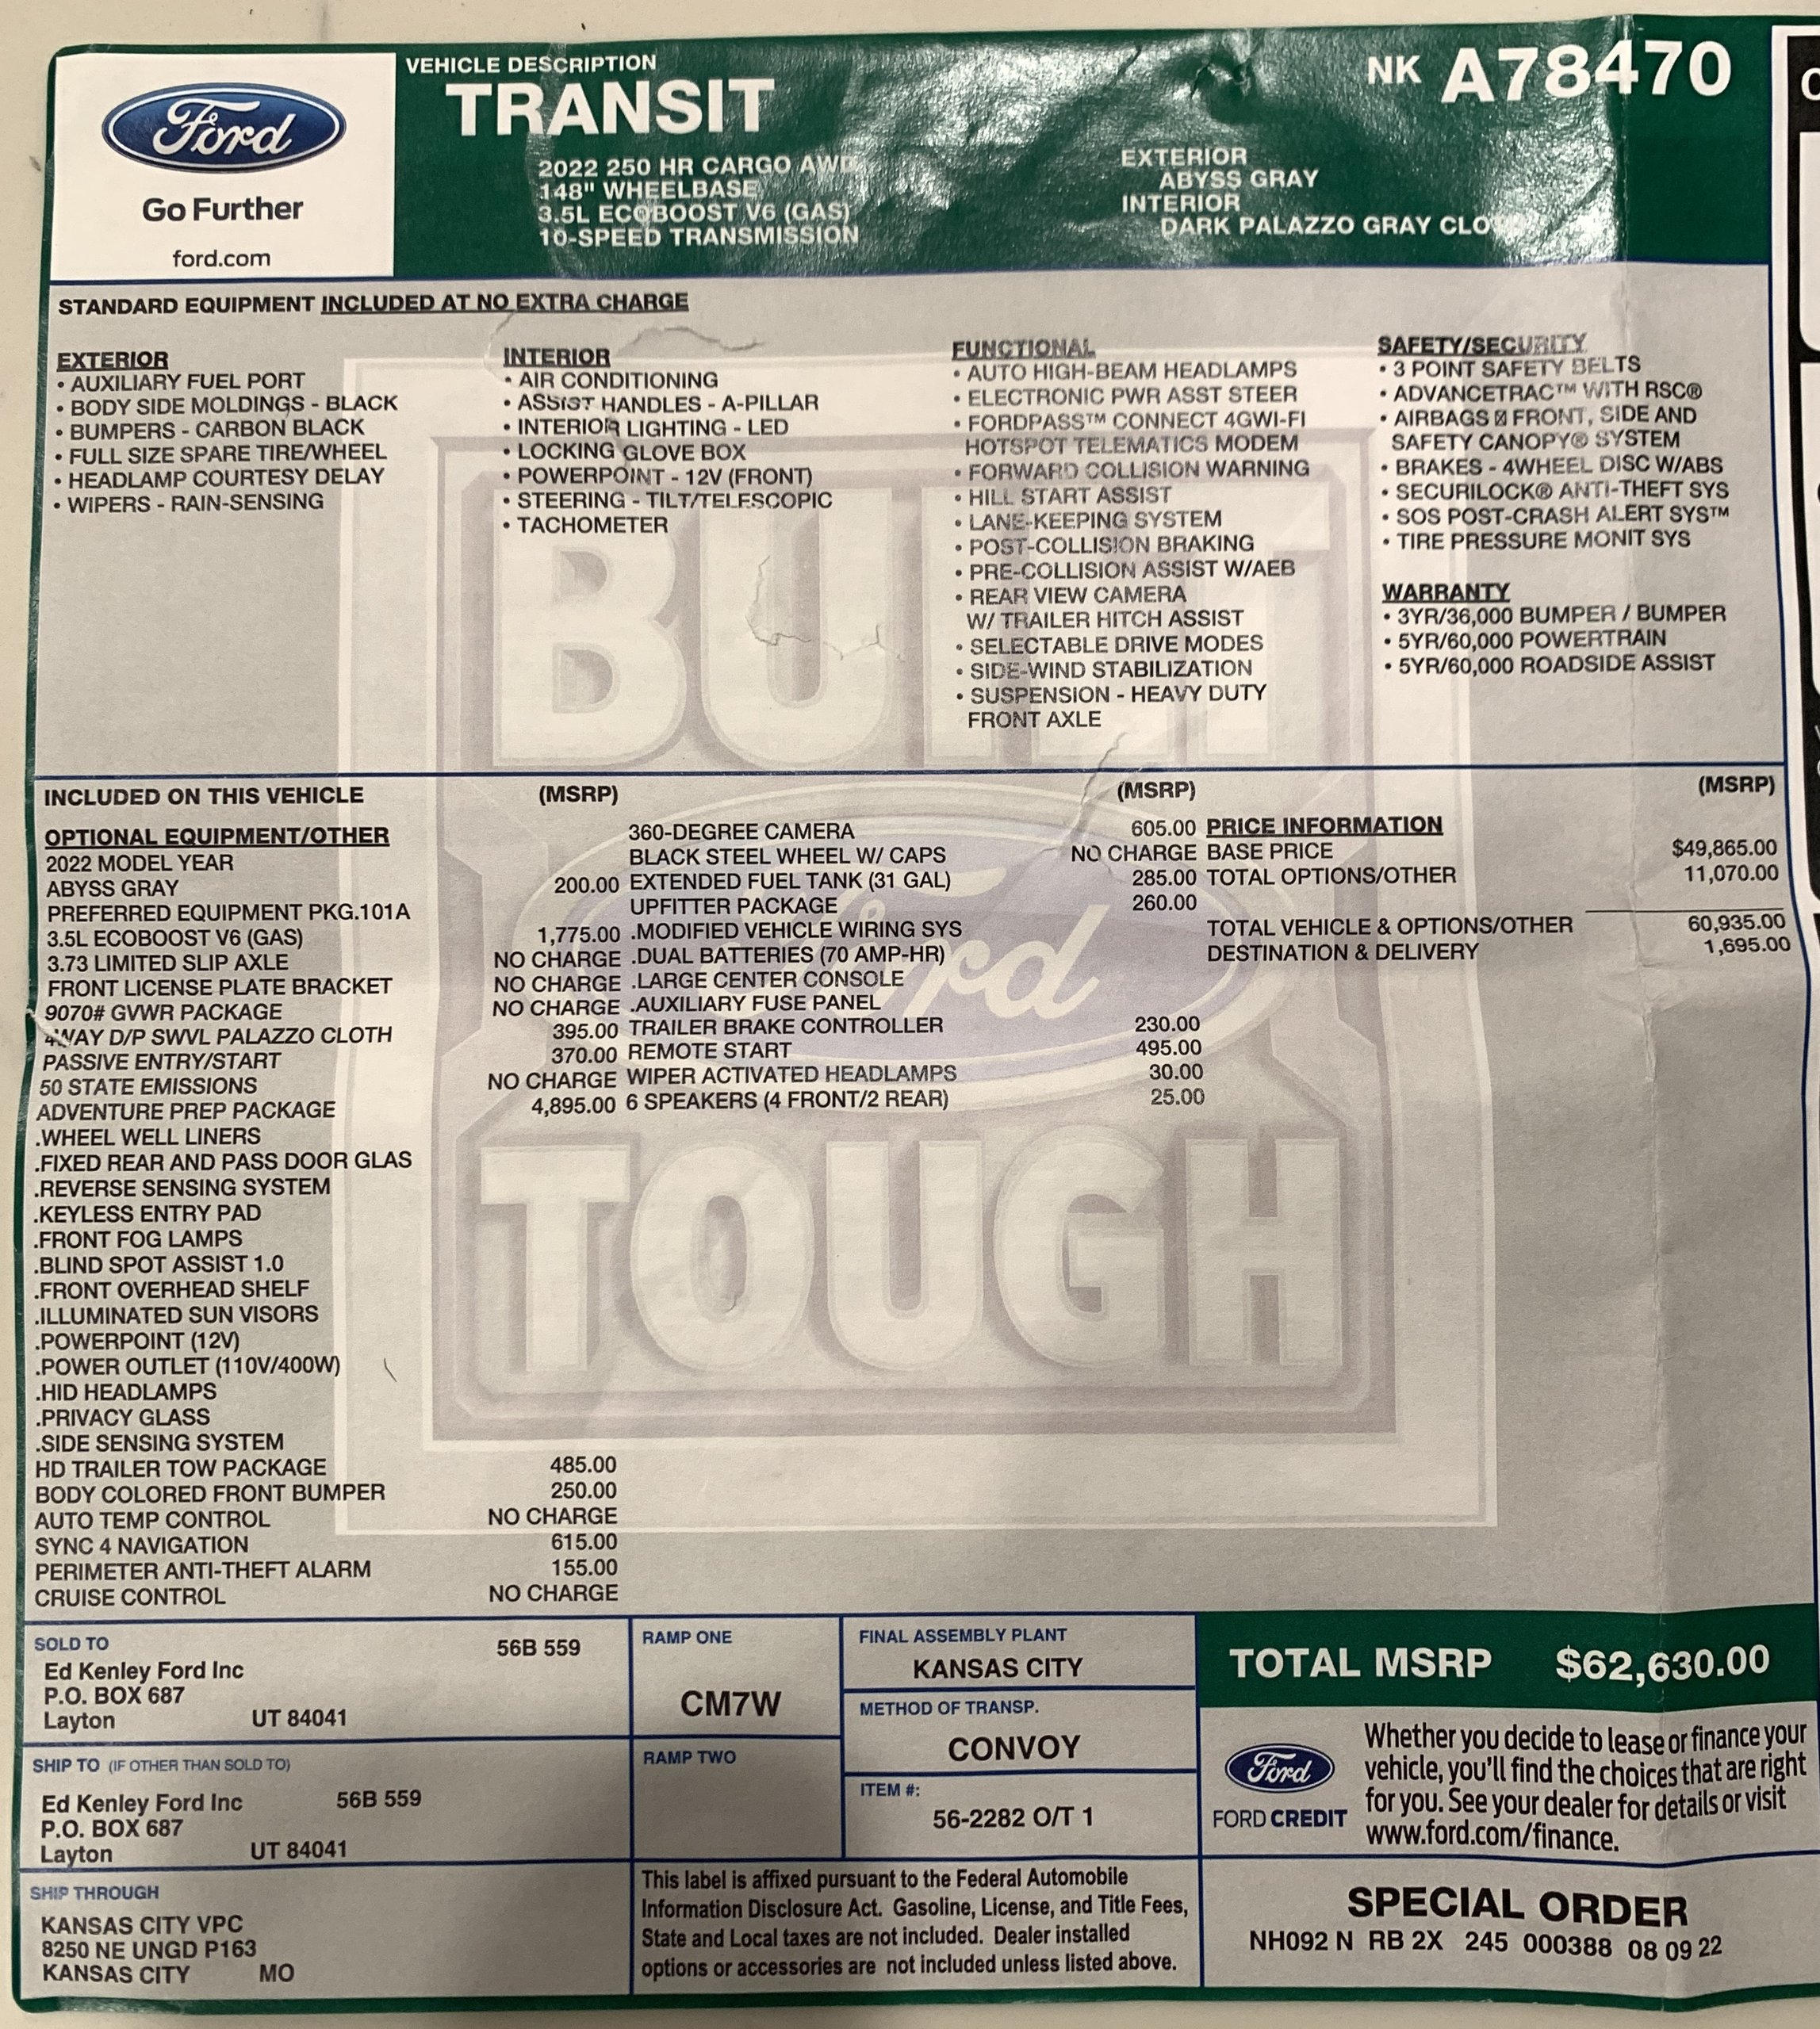 Ford
Go Further
ford.com
VEHICLE DESCRIPTION
TRANSIT
2022 250 HR CARGO AWD
148" WHEELBASE
3.5L ECOBOOST V6 (GAS)
10-SPEED TRANSMISSION
NK A78470
EXTERIOR
ABYSS GRAY
INTERIOR
DARK PALAZZO GRAY
STANDARD EQUIPMENT INCLUDED AT NO EXTRA CHARGE
EXTERIOR
• AUXILIARY FUEL PORT
• BODY SIDE MOLDINGS - BLACK
• BUMPERS - CARBON BLACK
• FULL SIZE SPARE TIRE/WHEEL
• HEADLAMP COURTESY DELAY
• WIPERS - RAIN-SENSING
INTERIOR
• AIR CONDITIONING
• ASSIST HANDLES - A-PILLAR
• INTERIOR LIGHTING - LED
• LOCKING GLOVE BOX
• POWERPOINT - 12V (FRONT)
• STEERING - TILT/TELESCOPIC
• TACHOMETER
FUNCTIONAL
• AUTO HIGH-BEAM HEADLAMPS
• ELECTRONIC PWR ASST STEER
• FORDPASS™ CONNECT 4GWI-FI
HOTSPOT TELEMATICS MODEM
• FORWARD COLLISION WARNING
• HILL START ASSIST
• LANE-KEEPING SYSTEM
• POST-COLLISION BRAKING
• PRE-COLLISION ASSIST W/AEB
• REAR VIEW CAMERA
W/ TRAILER HITCH ASSIST
• SELECTABLE DRIVE MODES
• SIDE-WIND STABILIZATION
• SUSPENSION - HEAVY DUTY
FRONT AXLE
SAFETY/SECURITY
• 3 POINT SAFETY BELTS
• ADVANCETRAC™ WITH RSC®
• AIRBAGS FRONT, SIDE AND
SAFETY CANOPY® SYSTEM
• BRAKES - 4WHEEL DISC W/ABS
• SECURILOCK® ANTI-THEFT SYS
• SOS POST-CRASH ALERT SYS™
• TIRE PRESSURE MONIT SYS
WARRANTY
• 3YR/36,000 BUMPER / BUMPER
• 5YR/60,000 POWERTRAIN
• 5YR/60,000 ROADSIDE ASSIST
BUILT
Ford
TOUGH
INCLUDED ON THIS VEHICLE (MSRP)
OPTIONAL EQUIPMENT/OTHER
2022 MODEL YEAR
ABYSS GRAY 200.00
PREFERRED EQUIPMENT PKG.101A
3.5L ECOBOOST V6 (GAS) 1,775.00
3.73 LIMITED SLIP AXLE NO CHARGE
FRONT LICENSE PLATE BRACKET NO CHARGE
9070# GVWR PACKAGE NO CHARGE
4WAY D/P SWVL PALAZZO CLOTH 395.00
PASSIVE ENTRY/START 370.00
50 STATE EMISSIONS NO CHARGE
ADVENTURE PREP PACKAGE 4,895.00
.WHEEL WELL LINERS
.FIXED REAR AND PASS DOOR GLAS
.REVERSE SENSING SYSTEM
.KEYLESS ENTRY PAD
.FRONT FOG LAMPS
.BLIND SPOT ASSIST 1.0
.FRONT OVERHEAD SHELF
.ILLUMINATED SUN VISORS
.POWERPOINT (12V)
.POWER OUTLET (110V/400W)
.HID HEADLAMPS
.PRIVACY GLASS
.SIDE SENSING SYSTEM
HD TRAILER TOW PACKAGE 485.00
BODY COLORED FRONT BUMPER 250.00
AUTO TEMP CONTROL NO CHARGE
SYNC 4 NAVIGATION 615.00
PERIMETER ANTI-THEFT ALARM 155.00
CRUISE CONTROL NO CHARGE
(MSRP)
360-DEGREE CAMERA 605.00
BLACK STEEL WHEEL W/ CAPS NO CHARGE
EXTENDED FUEL TANK (31 GAL) 285.00
UPFITTER PACKAGE 260.00
.MODIFIED VEHICLE WIRING SYS
.DUAL BATTERIES (70 AMP-HR)
.LARGE CENTER CONSOLE
.AUXILIARY FUSE PANEL
TRAILER BRAKE CONTROLLER 230.00
REMOTE START 495.00
WIPER ACTIVATED HEADLAMPS 30.00
6 SPEAKERS (4 FRONT/2 REAR) 25.00
(MSRP)
PRICE INFORMATION
BASE PRICE $49,865.00
TOTAL OPTIONS/OTHER 11,070.00
TOTAL VEHICLE & OPTIONS/OTHER 60,935.00
DESTINATION & DELIVERY 1,695.00
SOLD TO 56B 559
Ed Kenley Ford Inc
P.O. BOX 687
Layton UT 84041
SHIP TO (IF OTHER THAN SOLD TO)
Ed Kenley Ford Inc 56B 559
P.O. BOX 687
Layton UT 84041
SHIP THROUGH
KANSAS CITY VPC
8250 NE UNGD P163
KANSAS CITY MO
RAMP ONE
CM7W
RAMP TWO
FINAL ASSEMBLY PLANT
KANSAS CITY
METHOD OF TRANSP.
CONVOY
ITEM #:
56-2282 O/T 1
This label is affixed pursuant to the Federal Automobile
Information Disclosure Act. Gasoline, License, and Title Fees,
State and Local taxes are not included. Dealer installed
options or accessories are not included unless listed above.
TOTAL MSRP $62,630.00
Ford
FORD CREDIT
Whether you decide to lease or finance your
vehicle, you'll find the choices that are right
for you. See your dealer for details or visit
www.ford.com/finance.
SPECIAL ORDER
NH092 N RB 2X 245 000388 08 09 22